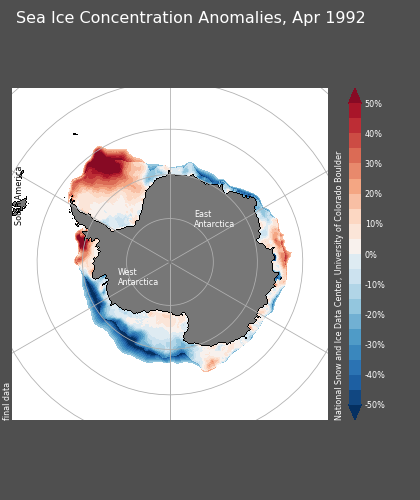 Sea Ice Concentration Anomalies, Apr 1992
South America
East
Antarctica
West
Antarctica
final data
National Snow and Ice Data Center, University of Colorado Boulder
50%
40%
30%
20%
10%
0%
-10%
-20%
-30%
-40%
-50%